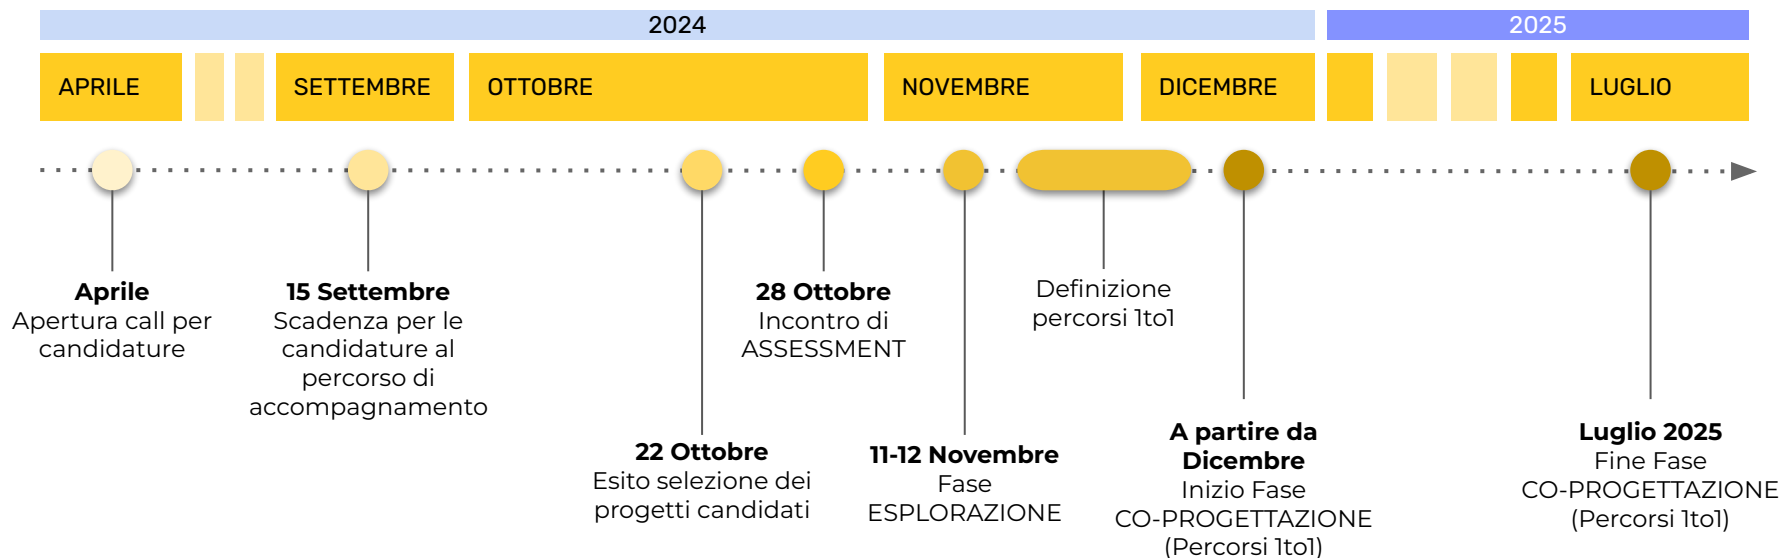 2024
2025
APRILE
SETTEMBRE
OTTOBRE
NOVEMBRE
DICEMBRE
LUGLIO
Aprile
Apertura call per
candidature
15 Settembre
Scadenza per le
candidature al
percorso di
accompagnamento
22 Ottobre
Esito selezione dei
progetti candidati
28 Ottobre
Incontro di
ASSESSMENT
11-12 Novembre
Fase
ESPLORAZIONE
Definizione
percorsi 1to1
A partire da
Dicembre
Inizio Fase
CO-PROGETTAZIONE
(Percorsi 1to1)
Luglio 2025
Fine Fase
CO-PROGETTAZIONE
(Percorsi 1to1)